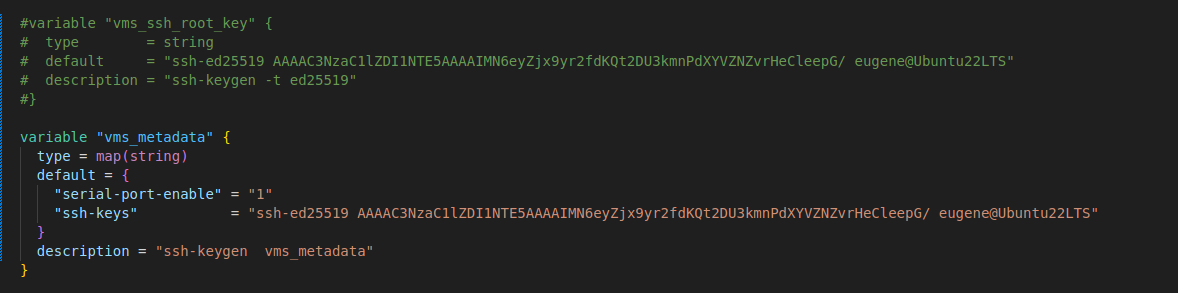 #variable "vms_ssh_root_key" {
#  type        = string
#  default     = "ssh-ed25519 AAAAC3NzaC1lZDI1NTE5AAAAIMN6eyZjx9yr2fdKQt2DU3kmnPdXYVZNZvrHeCleepG/ eugene@Ubuntu22LTS"
#  description = "ssh-keygen -t ed25519"
#}

variable "vms_metadata" {
  type = map(string)
  default = {
    "serial-port-enable" = "1"
    "ssh-keys"           = "ssh-ed25519 AAAAC3NzaC1lZDI1NTE5AAAAIMN6eyZjx9yr2fdKQt2DU3kmnPdXYVZNZvrHeCleepG/ eugene@Ubuntu22LTS"
  }
  description = "ssh-keygen  vms_metadata"
}